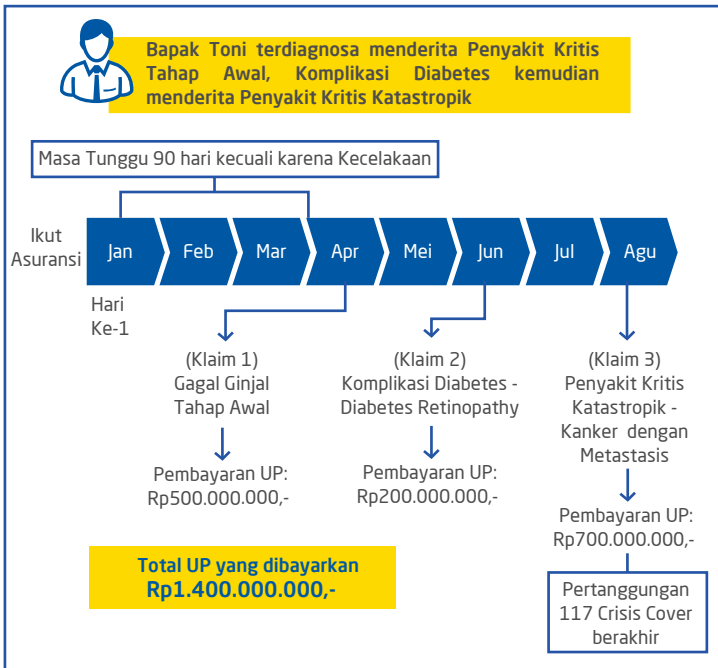 Bapak Toni terdiagnosa menderita Penyakit Kritis
Tahap Awal, Komplikasi Diabetes kemudian
menderita Penyakit Kritis Katastropik
Masa Tunggu 90 hari kecuali karena Kecelakaan
Ikut
Asuransi
Jan
Feb
Mar
Apr
Mei
Jun
Jul
Agu
Hari
Ke-1
(Klaim 1)
Gagal Ginjal
Tahap Awal
Pembayaran UP:
Rp500.000.000,-
(Klaim 2)
Komplikasi Diabetes -
Diabetes Retinopathy
Pembayaran UP:
Rp200.000.000,-
(Klaim 3)
Penyakit Kritis
Katastropik -
Kanker dengan
Metastasis
Pembayaran UP:
Rp700.000.000,-
Pertanggungan
117 Crisis Cover
berakhir
Total UP yang dibayarkan
Rp1.400.000.000,-